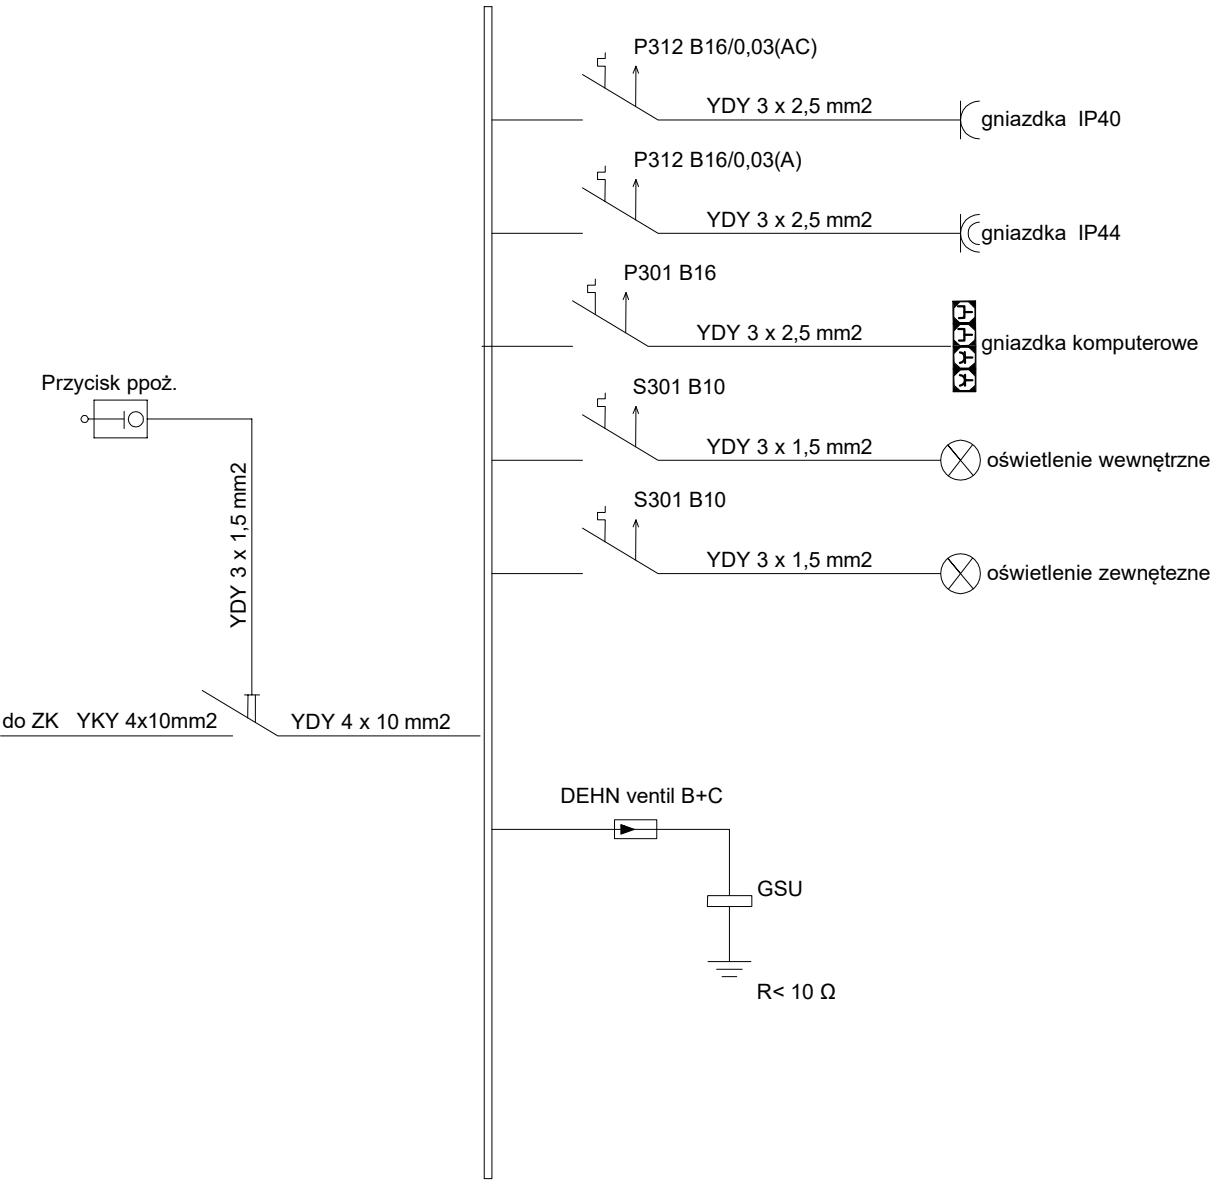 P312 B16/0,03(AC)
YDY 3 x 2,5 mm2
gniazdka IP40
P312 B16/0,03(A)
YDY 3 x 2,5 mm2
gniazdka IP44
P301 B16
YDY 3 x 2,5 mm2
gniazdka komputerowe
Przycisk ppoż.
S301 B10
YDY 3 x 1,5 mm2
oświetlenie wewnętrzne
YDY 3 x 1,5 mm2
S301 B10
YDY 3 x 1,5 mm2
oświetlenie zewnętezne
do ZK YKY 4x10mm2
YDY 4 x 10 mm2
DEHN ventil B+C
GSU
R< 10 Ω